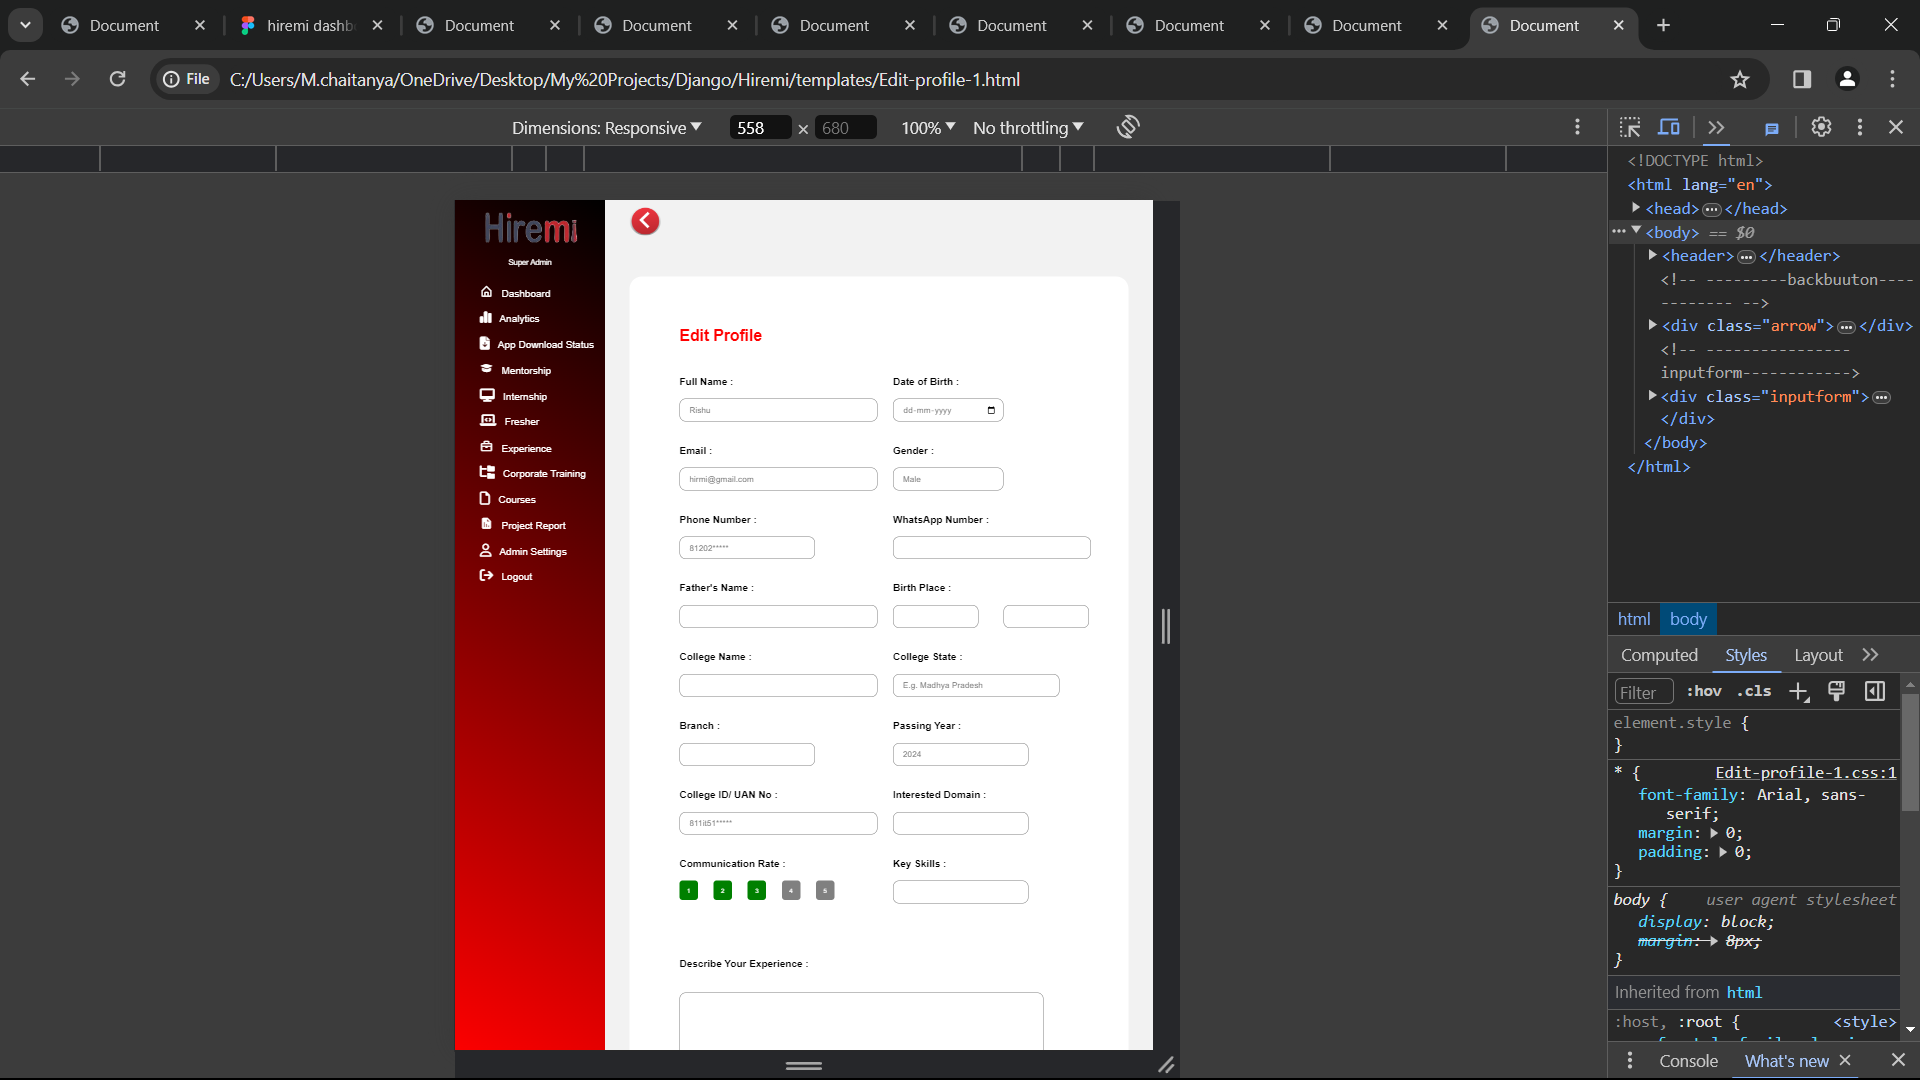 Document
hiremi dashb
Document
Document
Document
Document
Document
Document
Document
File
C:/Users/M.chaitanya/OneDrive/Desktop/My%20Projects/Django/Hiremi/templates/Edit-profile-1.html
Dimensions: Responsive
558 × 680
100%
No throttling
Hiremi
Super Admin
Dashboard
Analytics
App Download Status
Mentorship
Internship
Fresher
Experience
Corporate Training
Courses
Project Report
Admin Settings
Logout
Edit Profile
Full Name :
Date of Birth :
Rishu
dd-mm-yyyy
Email :
Gender :
hirmi@gmail.com
Male
Phone Number :
WhatsApp Number :
81202*****
Father's Name :
Birth Place :
College Name :
College State :
E.g. Madhya Pradesh
Branch :
Passing Year :
2024
College ID/ UAN No :
Interested Domain :
811it51*****
Communication Rate :
Key Skills :
1 2 3 4 5
Describe Your Experience :
<!DOCTYPE html>
<html lang="en">
<head>…</head>
<body> == $0
<header>…</header>
<!-- ---------backbuuton----
-------- -->
<div class="arrow">…</div>
<!-- ----------------
inputform------------>
<div class="inputform">…
</div>
</body>
</html>
html body
Computed Styles Layout
Filter :hov .cls
element.style {
}
* { Edit-profile-1.css:1
font-family: Arial, sans-
serif;
margin: 0;
padding: 0;
}
body { user agent stylesheet
display: block;
margin: 8px;
}
Inherited from html
:host, :root { <style>
Console What's new